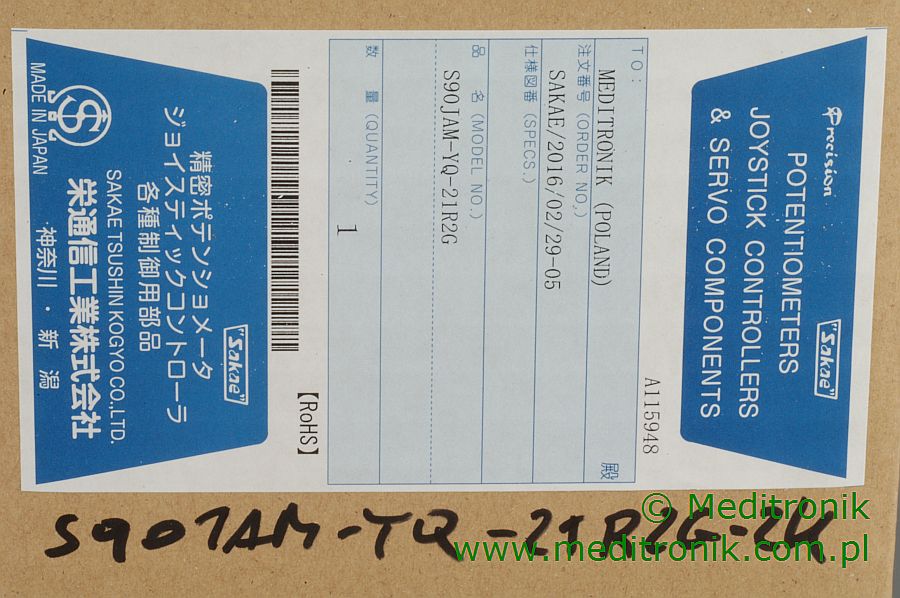 Precision
"Sakae"
POTENTIOMETERS
JOYSTICK CONTROLLERS
& SERVO COMPONENTS
A115948
TO:
MEDITRONIK (POLAND)
殿
注文番号 (ORDER NO.)
SAKAE/2016/02/29-05
仕様図番 (SPECS.)
品 名 (MODEL NO.)
S90JAM-YQ-21R2G
数 量 (QUANTITY)
1
【RoHS】
"Sakae"
精密ポテンショメータ
ジョイスティックコントローラ
各種制御用部品
SAKAE TSUSHIN KOGYO CO.,LTD.
栄通信工業株式会社
神奈川・新潟
JS
MADE IN JAPAN
S90JAM-YQ-21R2G-2K
© Meditronik
www.meditronik.com.pl